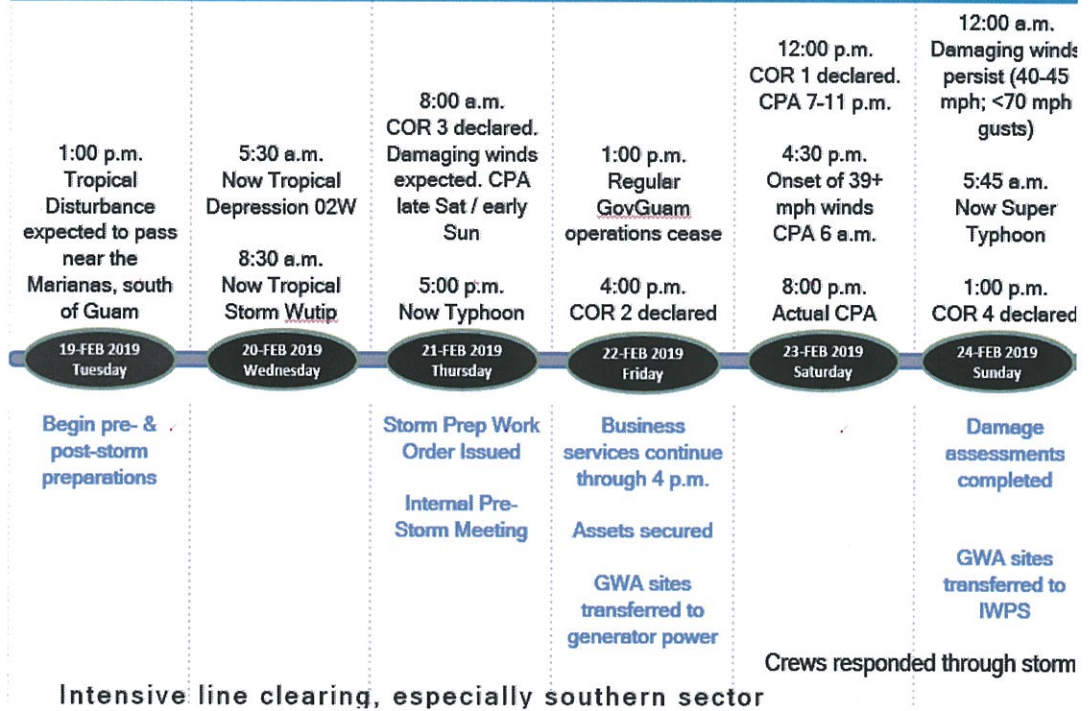 1:00 p.m.
Tropical
Disturbance
expected to pass
near the
Marianas, south
of Guam
5:30 a.m.
Now Tropical
Depression 02W
8:30 a.m.
Now Tropical
Storm Wutip
8:00 a.m.
COR 3 declared.
Damaging winds
expected. CPA
late Sat / early
Sun
5:00 p.m.
Now Typhoon
1:00 p.m.
Regular
GovGuam
operations cease
4:00 p.m.
COR 2 declared
12:00 p.m.
COR 1 declared.
CPA 7-11 p.m.
4:30 p.m.
Onset of 39+
mph winds
CPA 6 a.m.
8:00 p.m.
Actual CPA
12:00 a.m.
Damaging winds
persist (40-45
mph; <70 mph
gusts)
5:45 a.m.
Now Super
Typhoon
1:00 p.m.
COR 4 declared
19-FEB 2019
Tuesday
20-FEB 2019
Wednesday
21-FEB 2019
Thursday
22-FEB 2019
Friday
23-FEB 2019
Saturday
24-FEB 2019
Sunday
Begin pre- &
post-storm
preparations
Storm Prep Work
Order Issued
Internal Pre-
Storm Meeting
Business
services continue
through 4 p.m.
Assets secured
GWA sites
transferred to
generator power
Damage
assessments
completed
GWA sites
transferred to
IWPS
Crews responded through storm
Intensive line clearing, especially southern sector